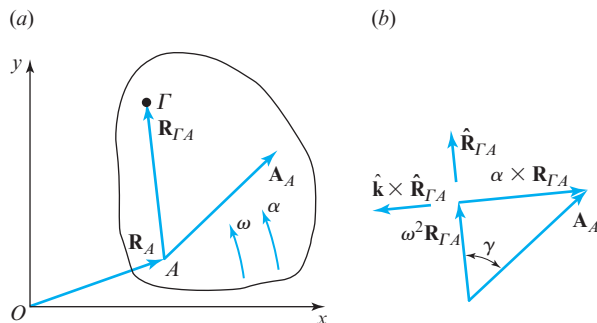 (a)
(b)
y
Γ
R_ΓA
A_A
ω
α
R_A
A
O
x
R̂_ΓA
k̂ × R̂_ΓA
α × R_ΓA
ω²R_ΓA
γ
A_A